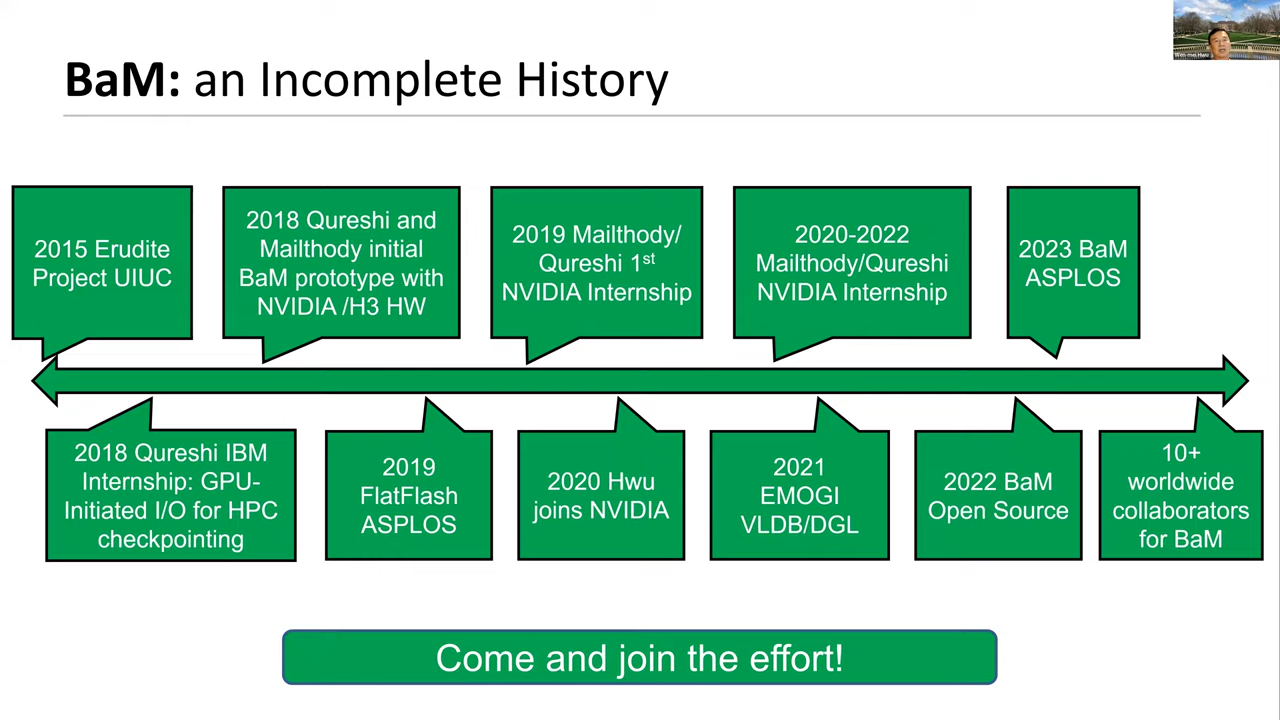 BaM: an Incomplete History
Wen-mei Hwu
2015 Erudite
Project UIUC
2018 Qureshi and
Mailthody initial
BaM prototype with
NVIDIA /H3 HW
2019 Mailthody/
Qureshi 1st
NVIDIA Internship
2020-2022
Mailthody/Qureshi
NVIDIA Internship
2023 BaM
ASPLOS
2018 Qureshi IBM
Internship: GPU-
Initiated I/O for HPC
checkpointing
2019
FlatFlash
ASPLOS
2020 Hwu
joins NVIDIA
2021
EMOGI
VLDB/DGL
2022 BaM
Open Source
10+
worldwide
collaborators
for BaM
Come and join the effort!